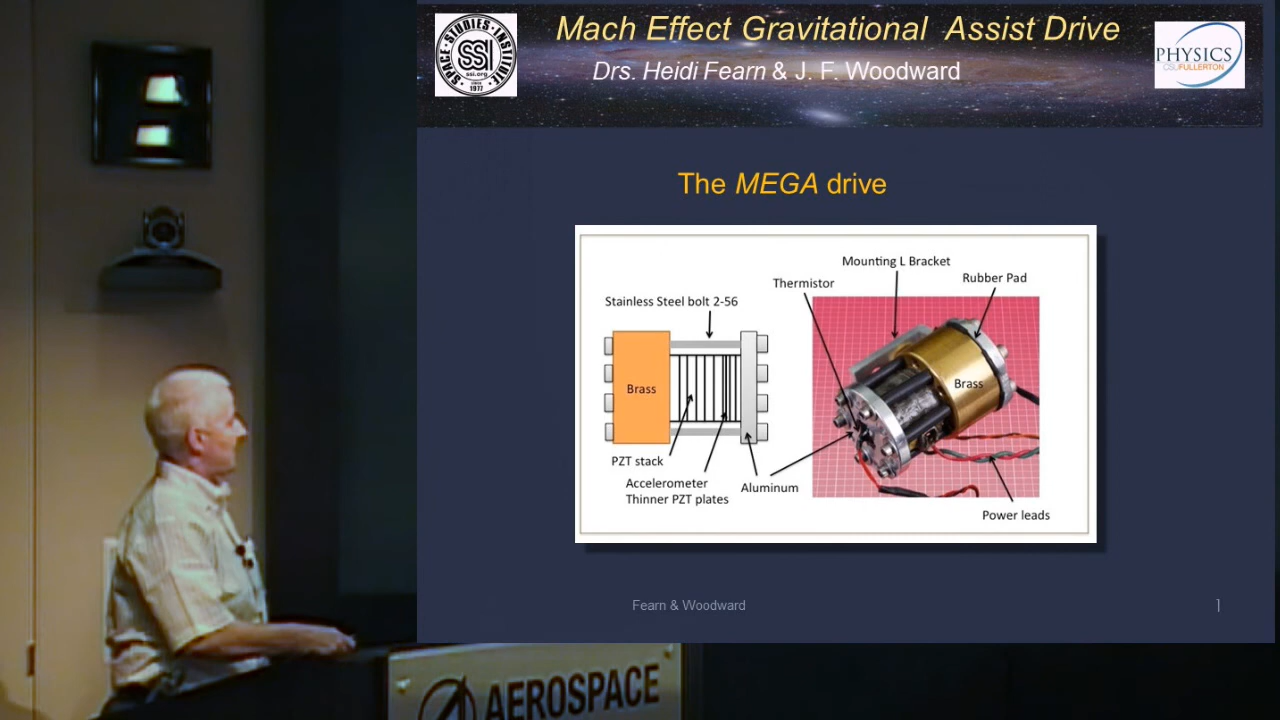 Mach Effect Gravitational Assist Drive
Drs. Heidi Fearn & J. F. Woodward
SPACE·STUDIES·INSTITUTE·
SSI
ssi.org
1977
PHYSICS
CSUFULLERTON
The MEGA drive
Mounting L Bracket
Thermistor
Rubber Pad
Stainless Steel bolt 2-56
Brass
Brass
PZT stack
Accelerometer
Thinner PZT plates
Aluminum
Power leads
Fearn & Woodward
1
AEROSPACE